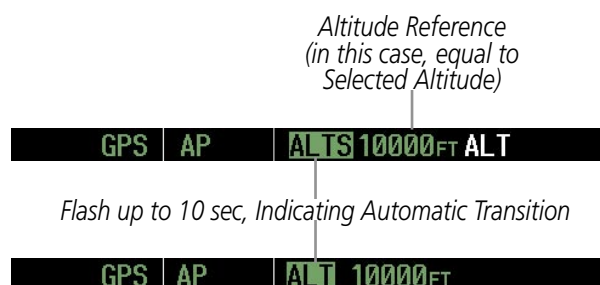 Altitude Reference
(in this case, equal to
Selected Altitude)
GPS AP ALTS 10000FT ALT
Flash up to 10 sec, Indicating Automatic Transition
GPS AP ALT 10000FT